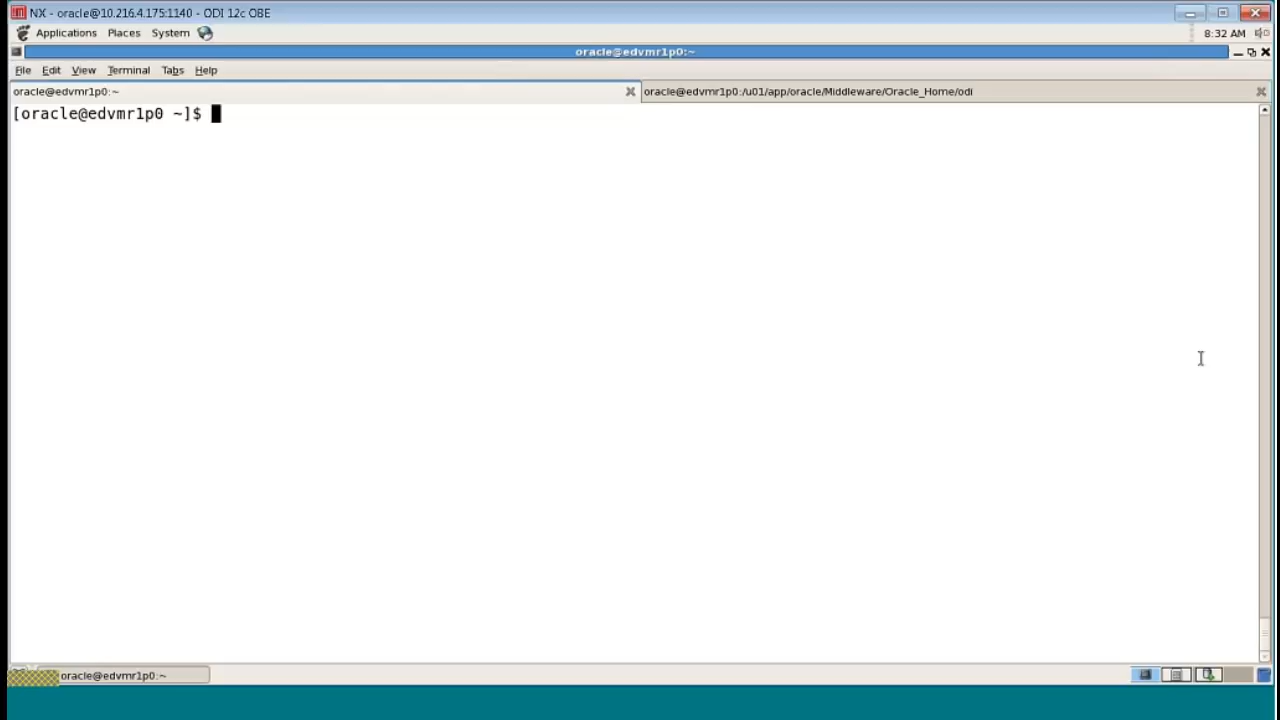 NX - oracle@10.216.4.175:1140 - ODI 12c OBE
Applications Places System 8:32 AM
oracle@edvmr1p0:~
File Edit View Terminal Tabs Help
oracle@edvmr1p0:~ oracle@edvmr1p0:/u01/app/oracle/Middleware/Oracle_Home/odi
[oracle@edvmr1p0 ~]$
oracle@edvmr1p0:~